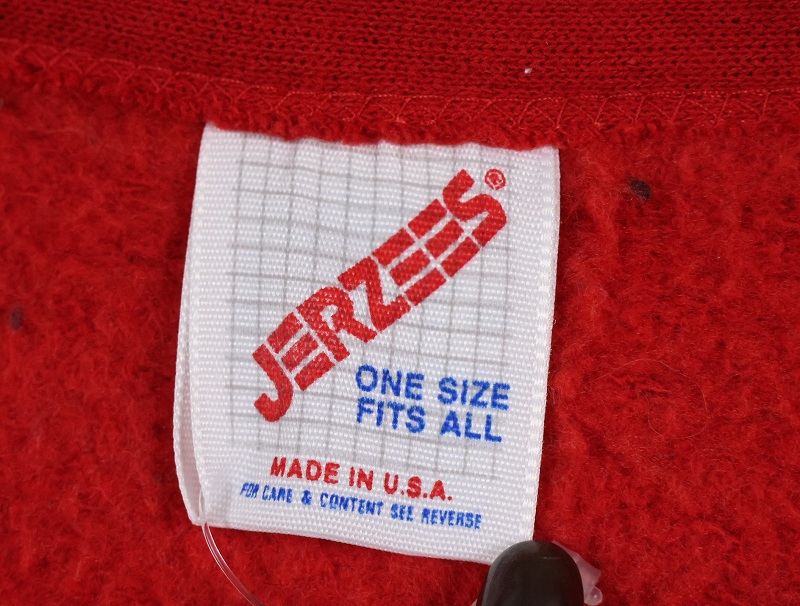 JERZEES®
ONE SIZE
FITS ALL
MADE IN U.S.A.
FOR CARE & CONTENT SEE REVERSE